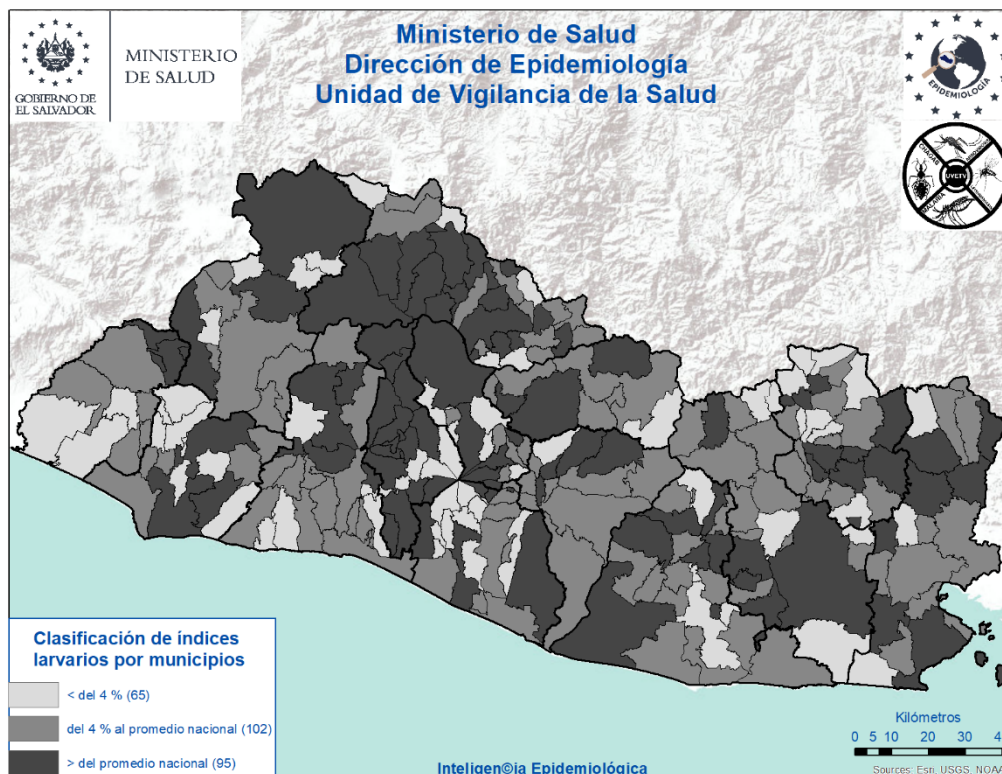 Ministerio de Salud
Dirección de Epidemiología
Unidad de Vigilancia de la Salud
GOBIERNO DE
EL SALVADOR
MINISTERIO
DE SALUD
EPIDEMIOLOGÍA
CHAGAS
UVETV
MALARIA
Clasificación de índices
larvarios por municipios
< del 4 % (65)
del 4 % al promedio nacional (102)
> del promedio nacional (95)
Kilómetros
0 5 10 20 30
Inteligen©ia Epidemiológica
Sources: Esri, USGS, NOAA